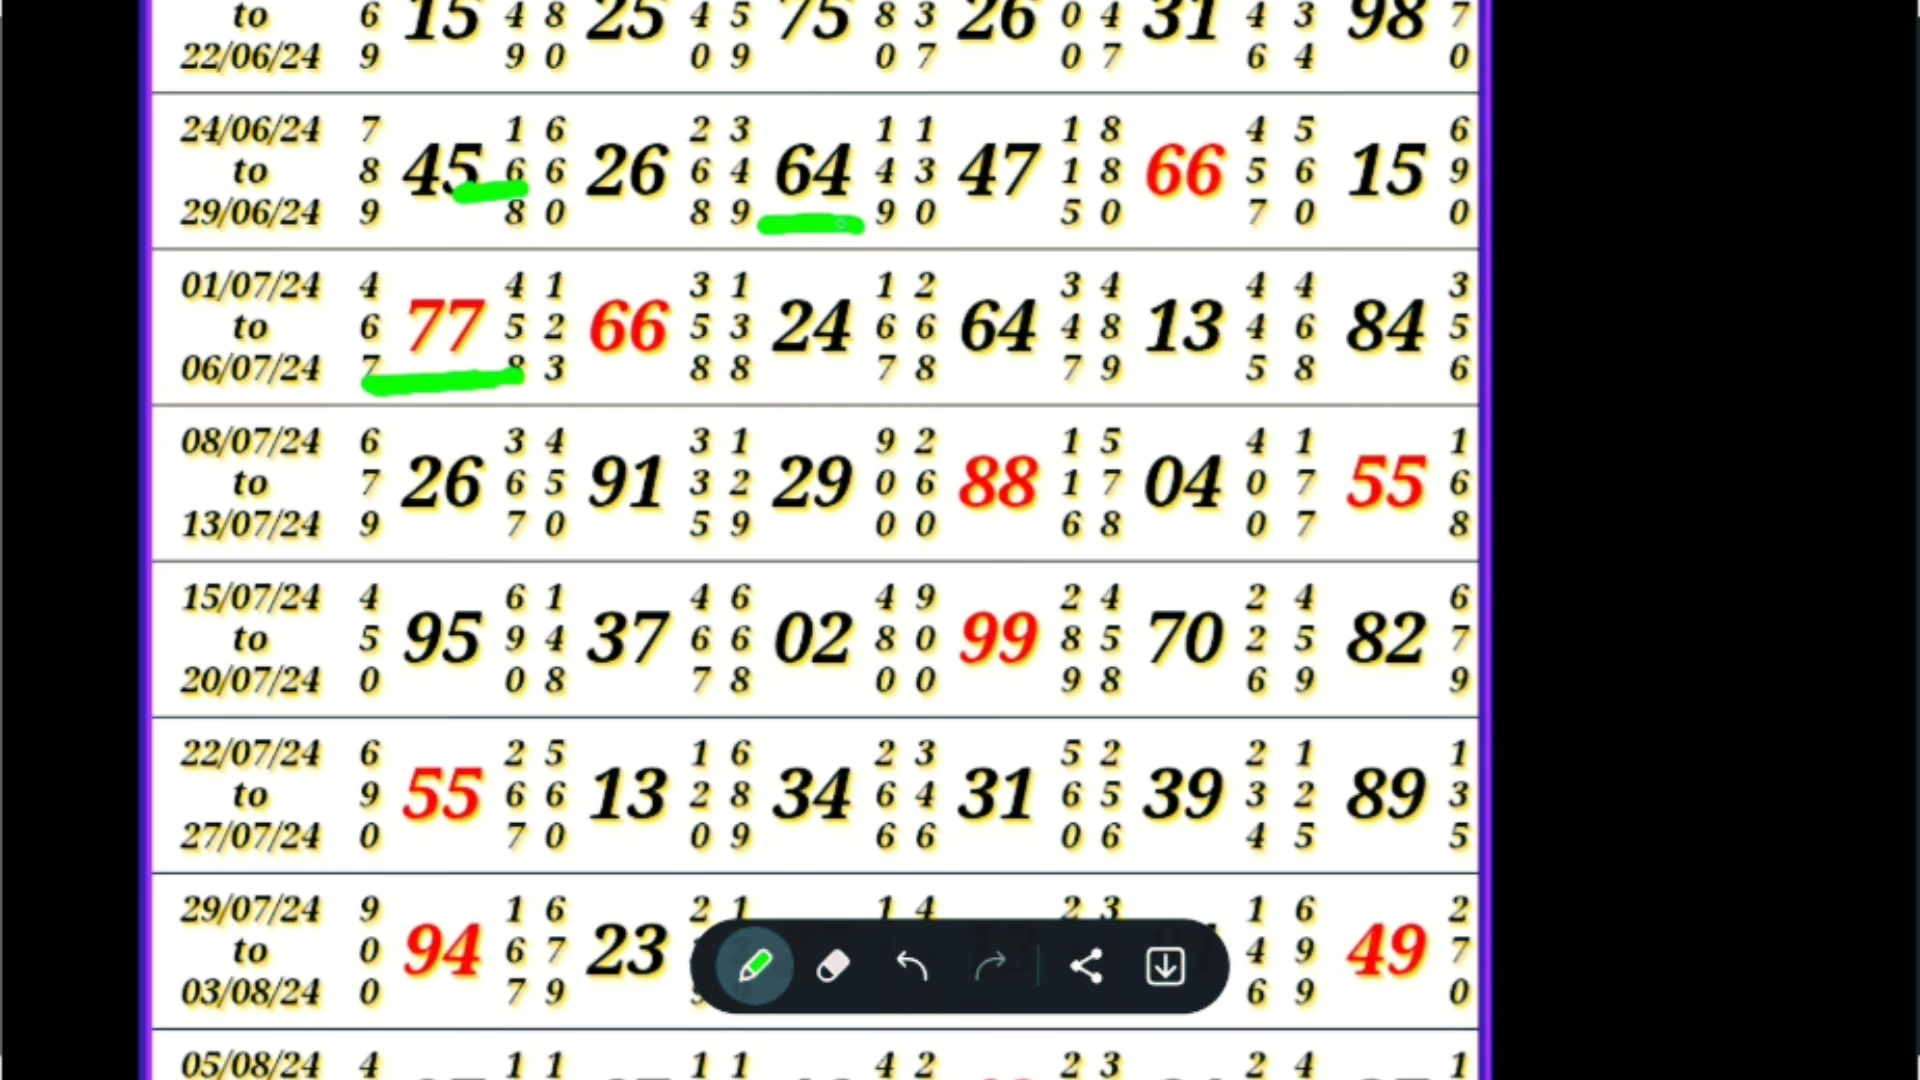 to 6 15 4 8 25 4 5 75 8 3 26 0 4 31 4 3 98 7
22/06/24 9 9 0 0 9 0 7 0 7 6 4 0
24/06/24 7 1 6 2 3 1 1 1 8 4 5 6
to 8 45 6 6 26 6 4 64 4 3 47 1 8 66 5 6 15 9
29/06/24 9 8 0 8 9 9 0 5 0 7 0 0
01/07/24 4 4 1 3 1 1 2 3 4 4 4 3
to 6 77 5 2 66 5 3 24 6 6 64 4 8 13 4 6 84 5
06/07/24 7 8 3 8 8 7 8 7 9 5 8 6
08/07/24 6 3 4 3 1 9 2 1 5 4 1 1
to 7 26 6 5 91 3 2 29 0 6 88 1 7 04 0 7 55 6
13/07/24 9 7 0 5 9 0 0 6 8 0 7 8
15/07/24 4 6 1 4 6 4 9 2 4 2 4 6
to 5 95 9 4 37 6 6 02 8 0 99 8 5 70 2 5 82 7
20/07/24 0 0 8 7 8 0 0 9 8 6 9 9
22/07/24 6 2 5 1 6 2 3 5 2 2 1 1
to 9 55 6 6 13 2 8 34 6 4 31 6 5 39 3 2 89 3
27/07/24 0 7 0 0 9 6 6 0 6 4 5 5
29/07/24 9 1 6 2 1 1 4 2 3 1 6 2
to 0 94 6 7 23 4 9 49 7
03/08/24 0 7 9 6 9 0
05/08/24 4 1 1 1 1 4 2 2 3 2 4 1